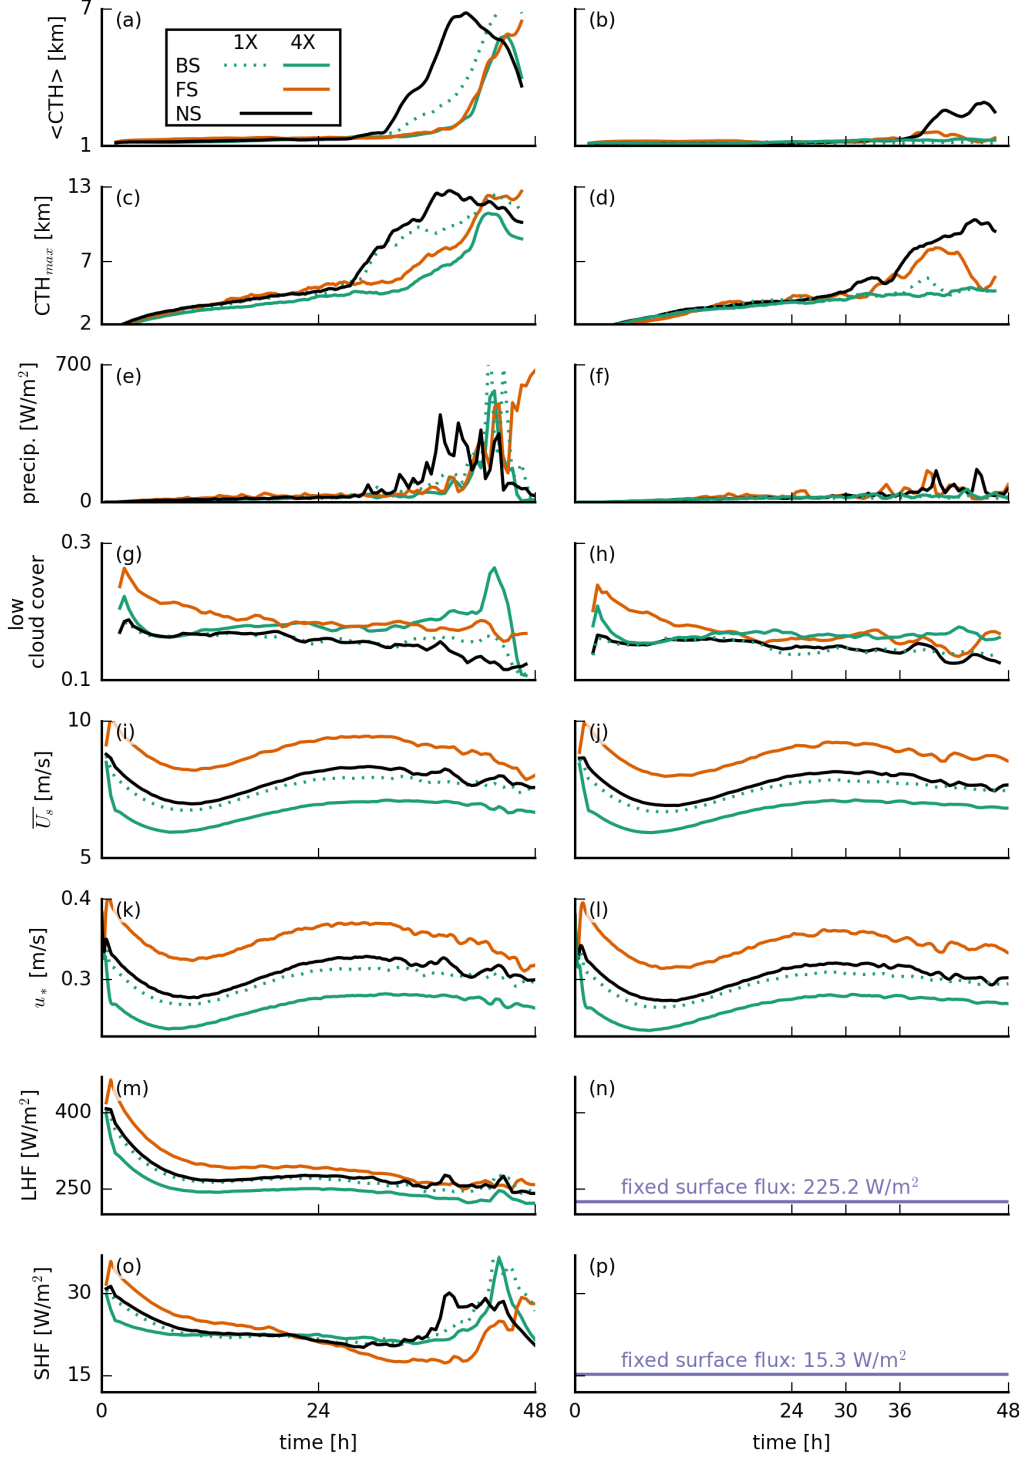 7
<CTH> [km]
1
(a)
1X 4X
BS
FS
NS
(b)
13
CTHmax [km]
7
2
(c)
(d)
700
precip. [W/m²]
0
(e)
(f)
0.3
low
cloud cover
0.1
(g)
(h)
10
U̅s [m/s]
5
(i)
(j)
0.4
u* [m/s]
0.3
(k)
(l)
400
LHF [W/m²]
250
(m)
(n)
fixed surface flux: 225.2 W/m²
30
SHF [W/m²]
15
(o)
(p)
fixed surface flux: 15.3 W/m²
0 24 48
0 24 30 36 48
time [h]
time [h]